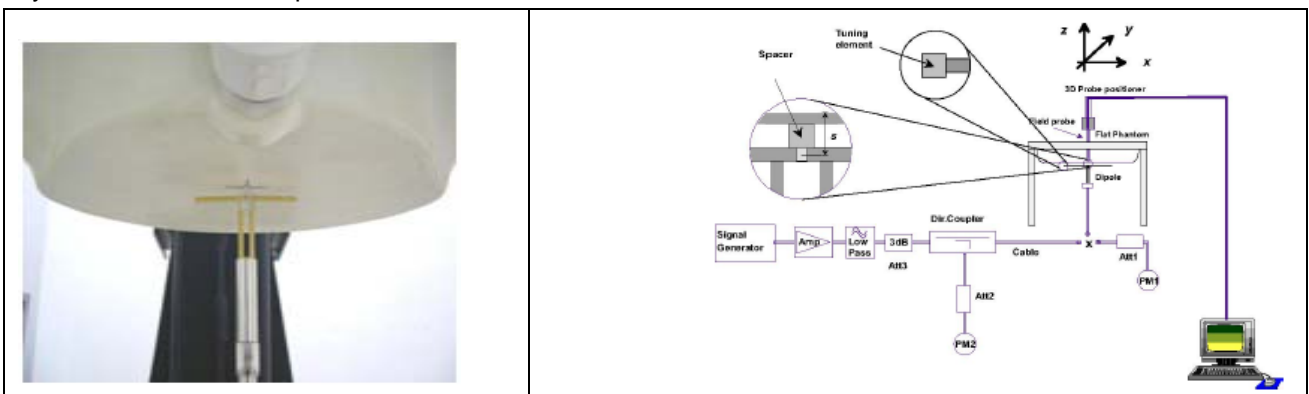 Tuning
element
Spacer
s
z
y
x
3D Probe positioner
Field probe
Flat Phantom
Dipole
Signal
Generator
Amp
Low
Pass
3dB
Att3
Dir.Coupler
Cable
x
Att1
PM1
Att2
PM2